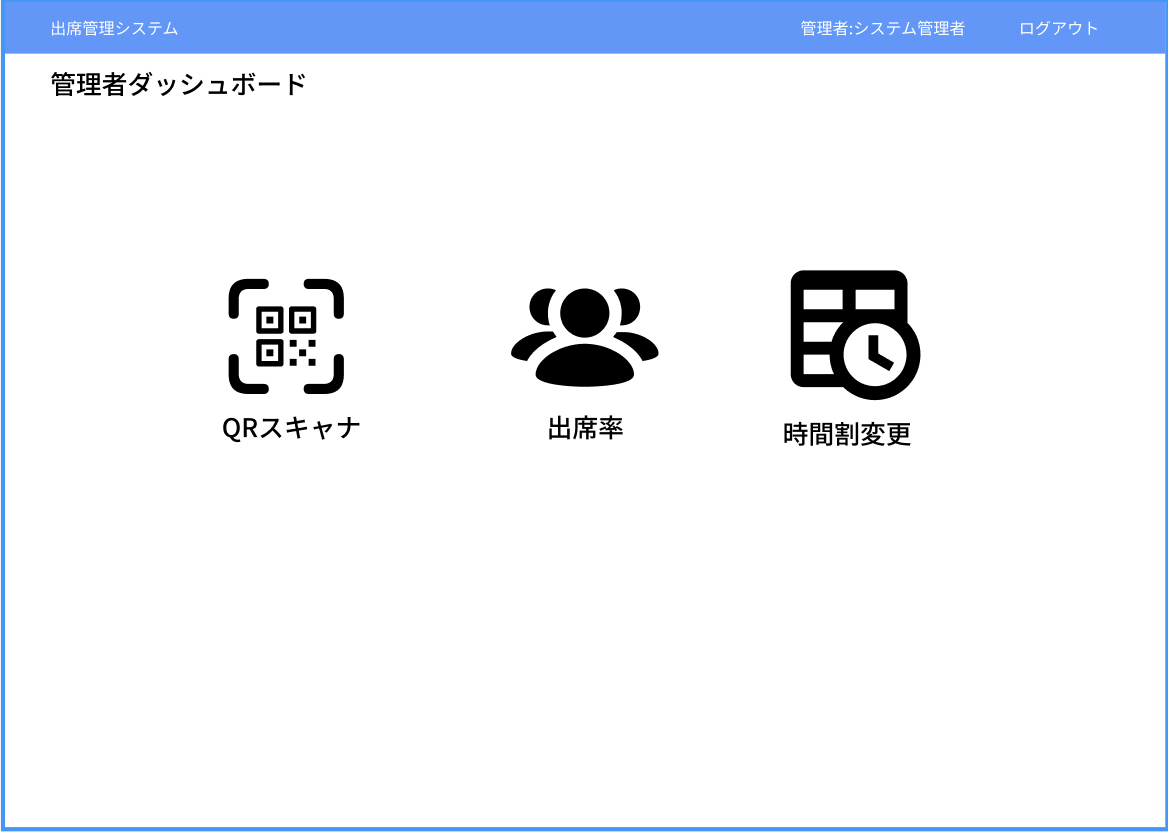 出席管理システム
管理者:システム管理者
ログアウト
管理者ダッシュボード
QRスキャナ
出席率
時間割変更